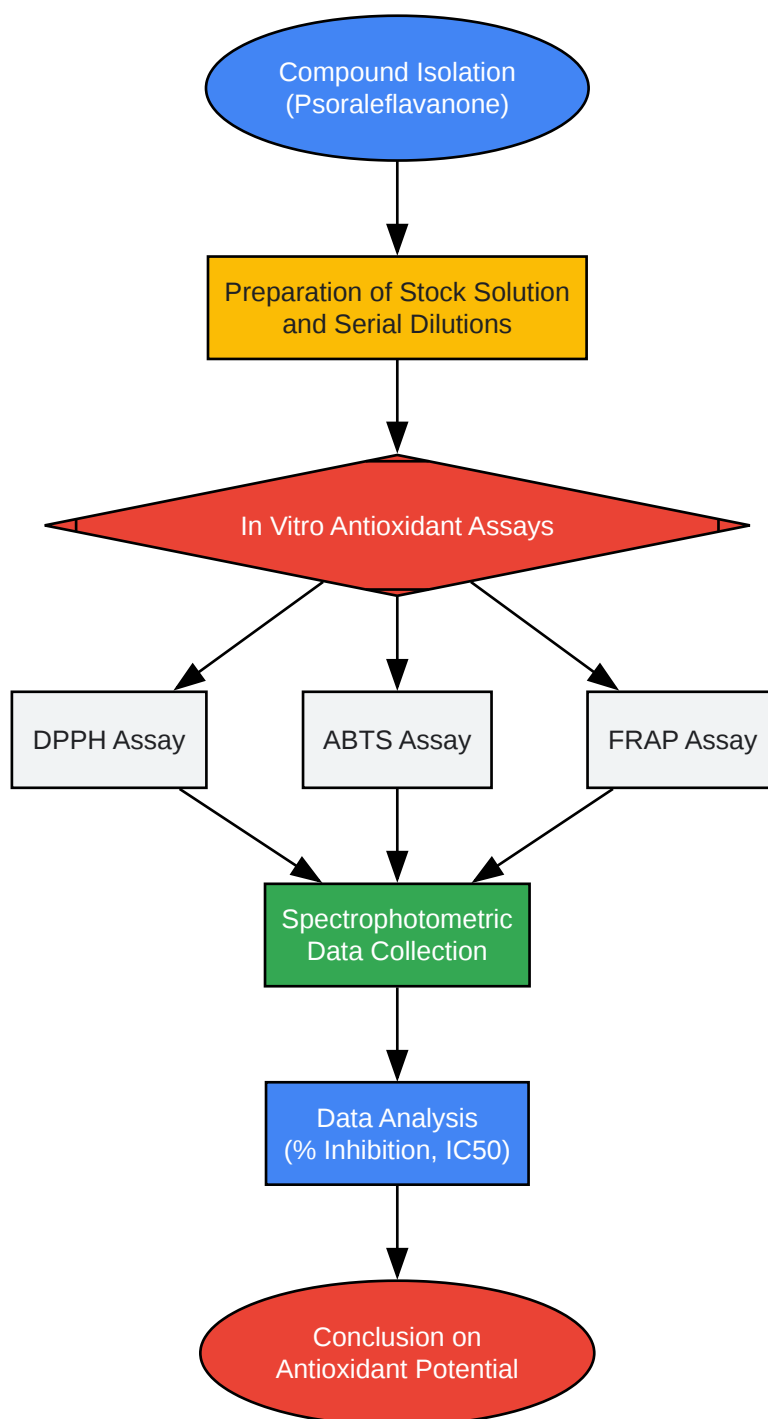 Compound Isolation
(Psoraleflavanone)
Preparation of Stock Solution
and Serial Dilutions
In Vitro Antioxidant Assays
DPPH Assay
ABTS Assay
FRAP Assay
Spectrophotometric
Data Collection
Data Analysis
(% Inhibition, IC50)
Conclusion on
Antioxidant Potential